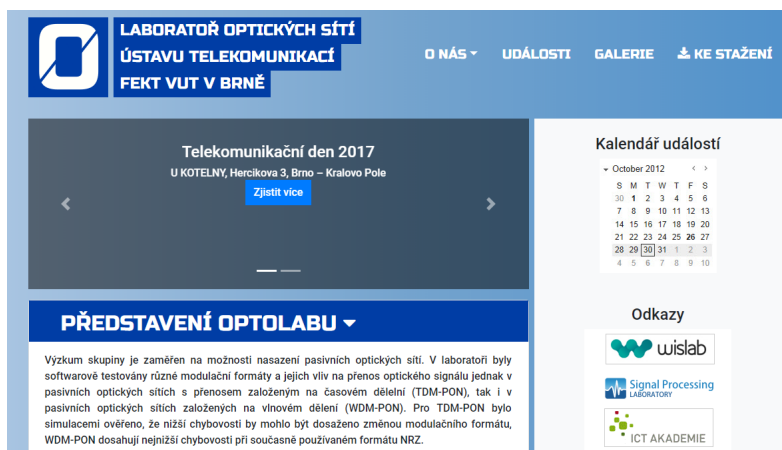 LABORATOŘ OPTICKÝCH SÍTÍ
ÚSTAVU TELEKOMUNIKACÍ
FEKT VUT V BRNĚ
O NÁS
UDÁLOSTI
GALERIE
KE STAŽENÍ
Telekomunikační den 2017
U KOTELNY, Hercikova 3, Brno – Kralovo Pole
Zjistit více
PŘEDSTAVENÍ OPTOLABU
Výzkum skupiny je zaměřen na možnosti nasazení pasivních optických sítí. V laboratoři byly
softwarově testovány různé modulační formáty a jejich vliv na přenos optického signálu jednak v
pasivních optických sítích s přenosem založeným na časovém dělelní (TDM-PON), tak i v
pasivních optických sítích založených na vlnovém dělení (WDM-PON). Pro TDM-PON bylo
simulacemi ověřeno, že nižší chybovosti by mohlo být dosaženo změnou modulačního formátu,
WDM-PON dosahují nejnižší chybovosti při současně používaném formátu NRZ.
Kalendář událostí
October 2012
S M T W T F S
30 1 2 3 4 5 6
7 8 9 10 11 12 13
14 15 16 17 18 19 20
21 22 23 24 25 26 27
28 29 30 31 1 2 3
4 5 6 7 8 9 10
Odkazy
wislab
Signal Processing
LABORATORY
ICT AKADEMIE